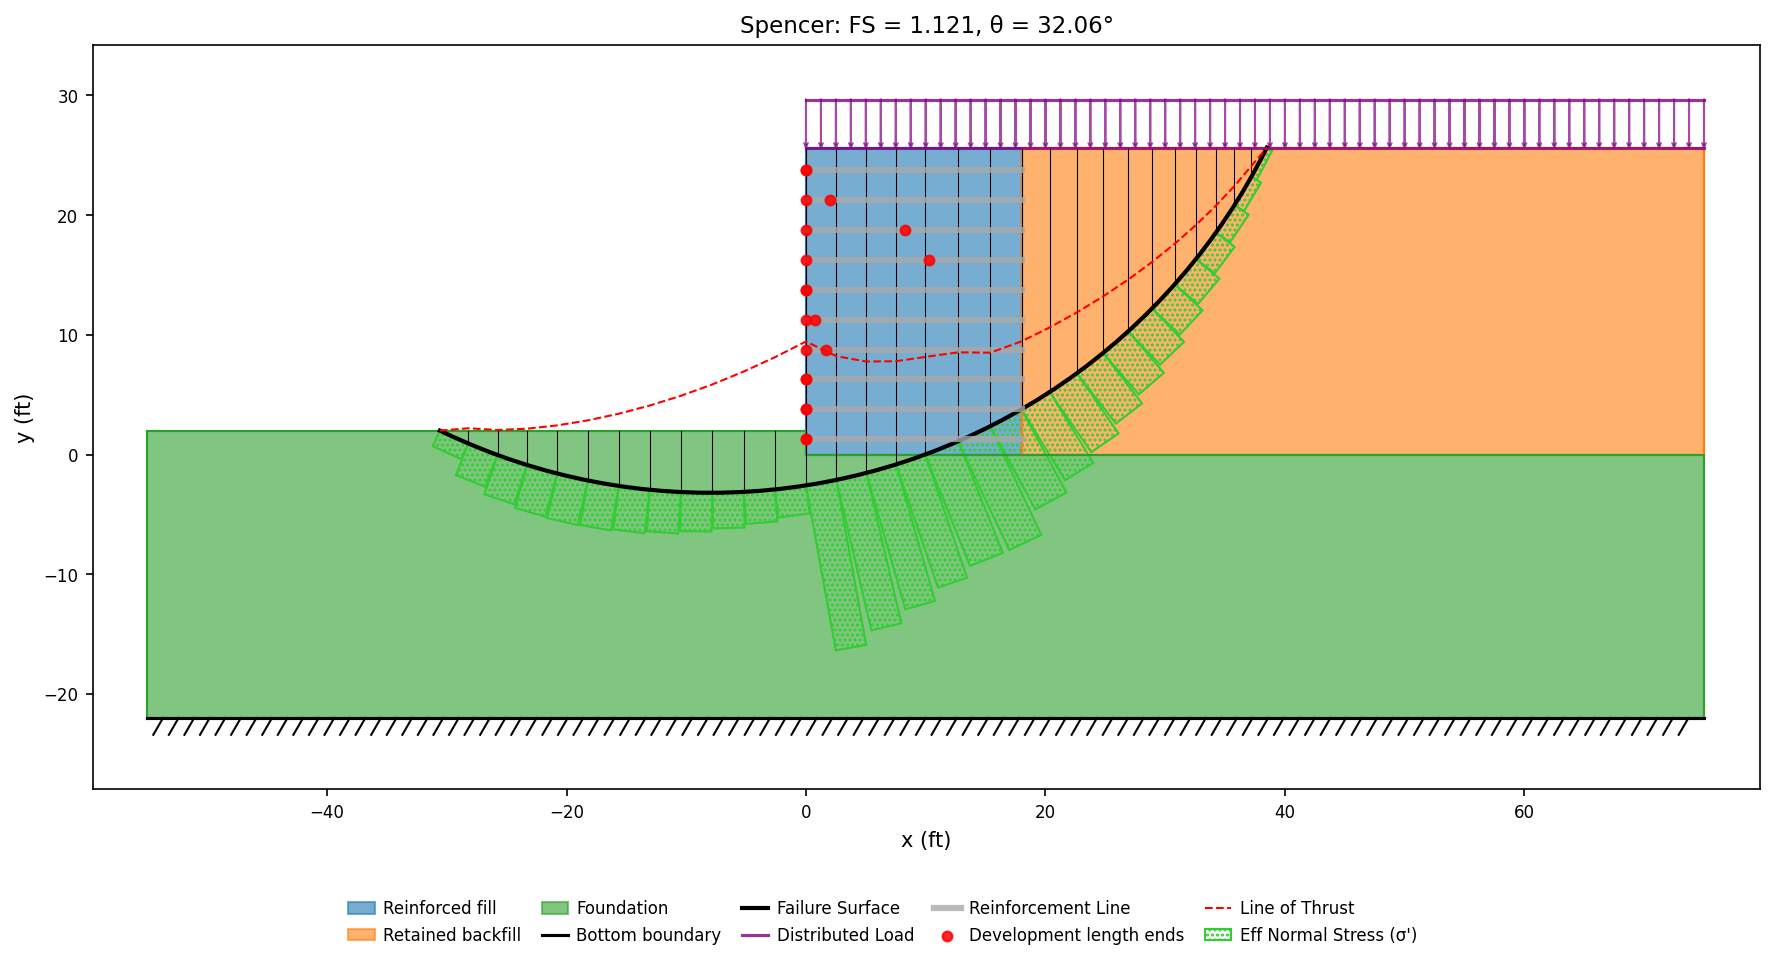 Spencer: FS = 1.121, θ = 32.06°
y (ft)
30
20
10
0
−10
−20
−40
−20
0
20
40
60
x (ft)
Reinforced fill
Retained backfill
Foundation
Bottom boundary
Failure Surface
Distributed Load
Reinforcement Line
Development length ends
Line of Thrust
Eff Normal Stress (σ')